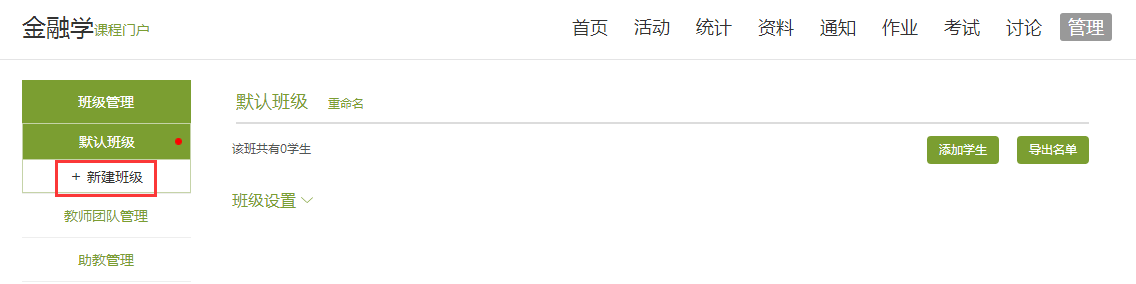 金融学课程门户
首页 活动 统计 资料 通知 作业 考试 讨论 管理
班级管理
默认班级
+ 新建班级
教师团队管理
助教管理
默认班级 重命名
该班共有0学生
添加学生 导出名单
班级设置